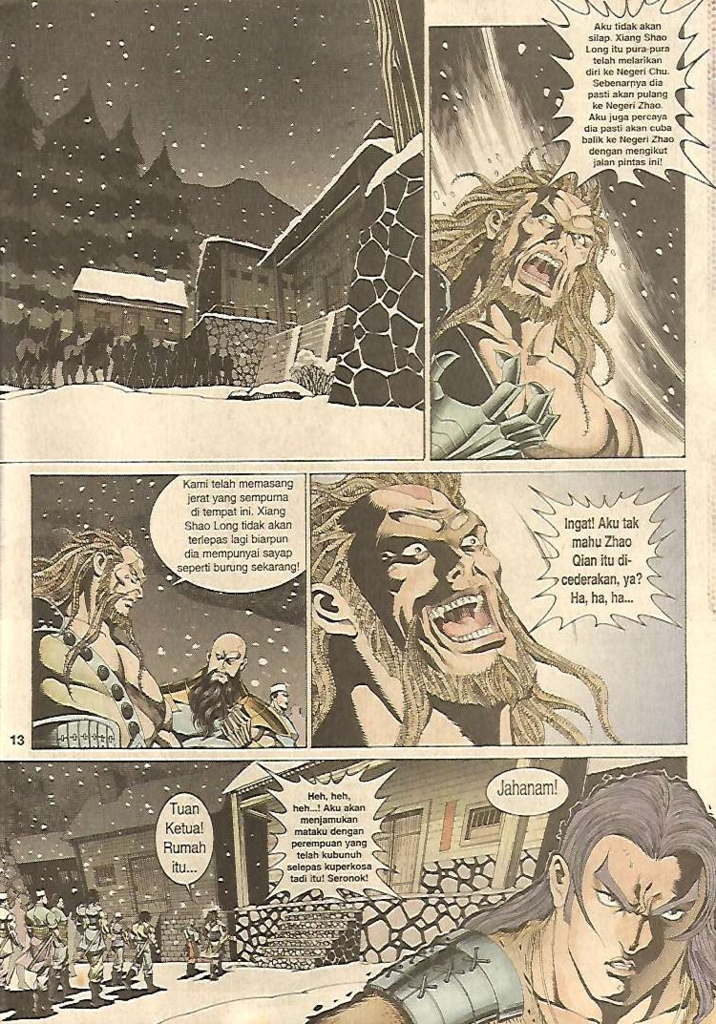 Aku tidak akan
silap. Xiang Shao
Long itu pura-pura
telah melarikan
diri ke Negeri Chu.
Sebenarnya dia
pasti akan pulang
ke Negeri Zhao.
Aku juga percaya
dia pasti akan cuba
balik ke Negeri Zhao
dengan mengikut
jalan pintas ini!
Kami telah memasang
jerat yang sempurna
di tempat ini. Xiang
Shao Long tidak akan
terlepas lagi biarpun
dia mempunyai sayap
seperti burung sekarang!
Ingat! Aku tak
mahu Zhao
Qian itu di-
cederakan, ya?
Ha, ha, ha...
13
Tuan
Ketua!
Rumah
itu...
Heh, heh,
heh...! Aku akan
menjamukan
mataku dengan
perempuan yang
telah kubunuh
selepas kuperkosa
tadi itu! Seronok!
Jahanam!